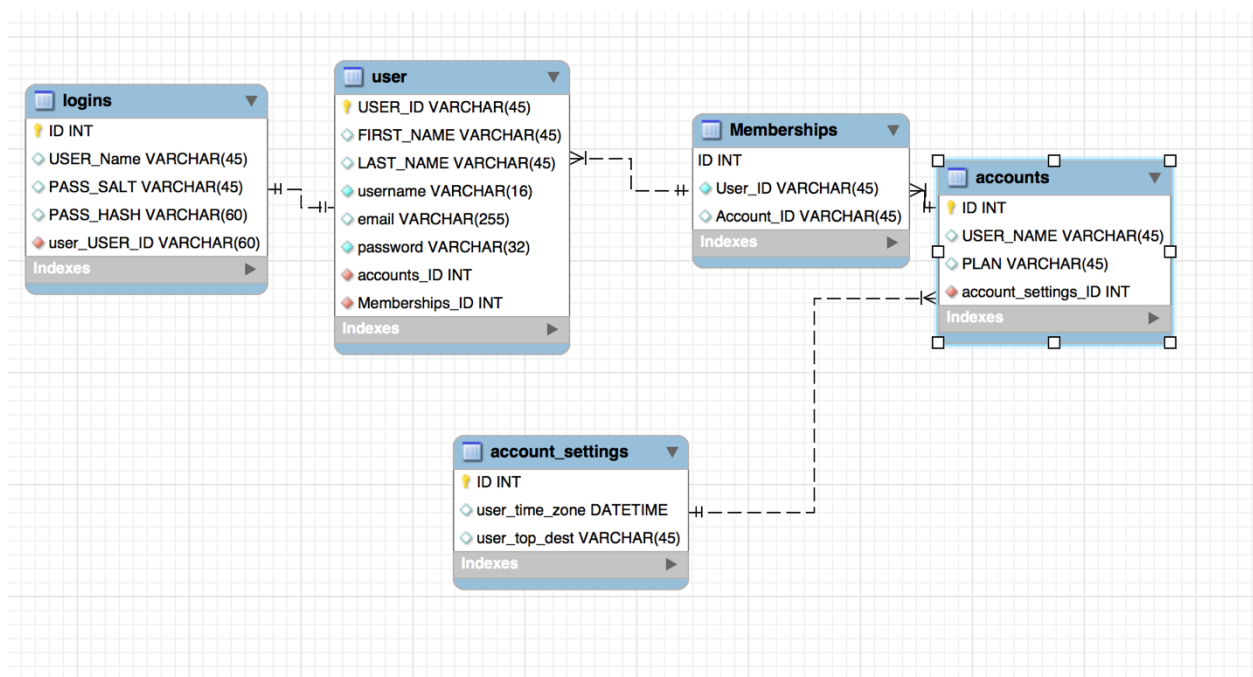 logins
ID INT
USER_Name VARCHAR(45)
PASS_SALT VARCHAR(45)
PASS_HASH VARCHAR(60)
user_USER_ID VARCHAR(60)
Indexes
user
USER_ID VARCHAR(45)
FIRST_NAME VARCHAR(45)
LAST_NAME VARCHAR(45)
username VARCHAR(16)
email VARCHAR(255)
password VARCHAR(32)
accounts_ID INT
Memberships_ID INT
Indexes
Memberships
ID INT
User_ID VARCHAR(45)
Account_ID VARCHAR(45)
Indexes
accounts
ID INT
USER_NAME VARCHAR(45)
PLAN VARCHAR(45)
account_settings_ID INT
Indexes
account_settings
ID INT
user_time_zone DATETIME
user_top_dest VARCHAR(45)
Indexes